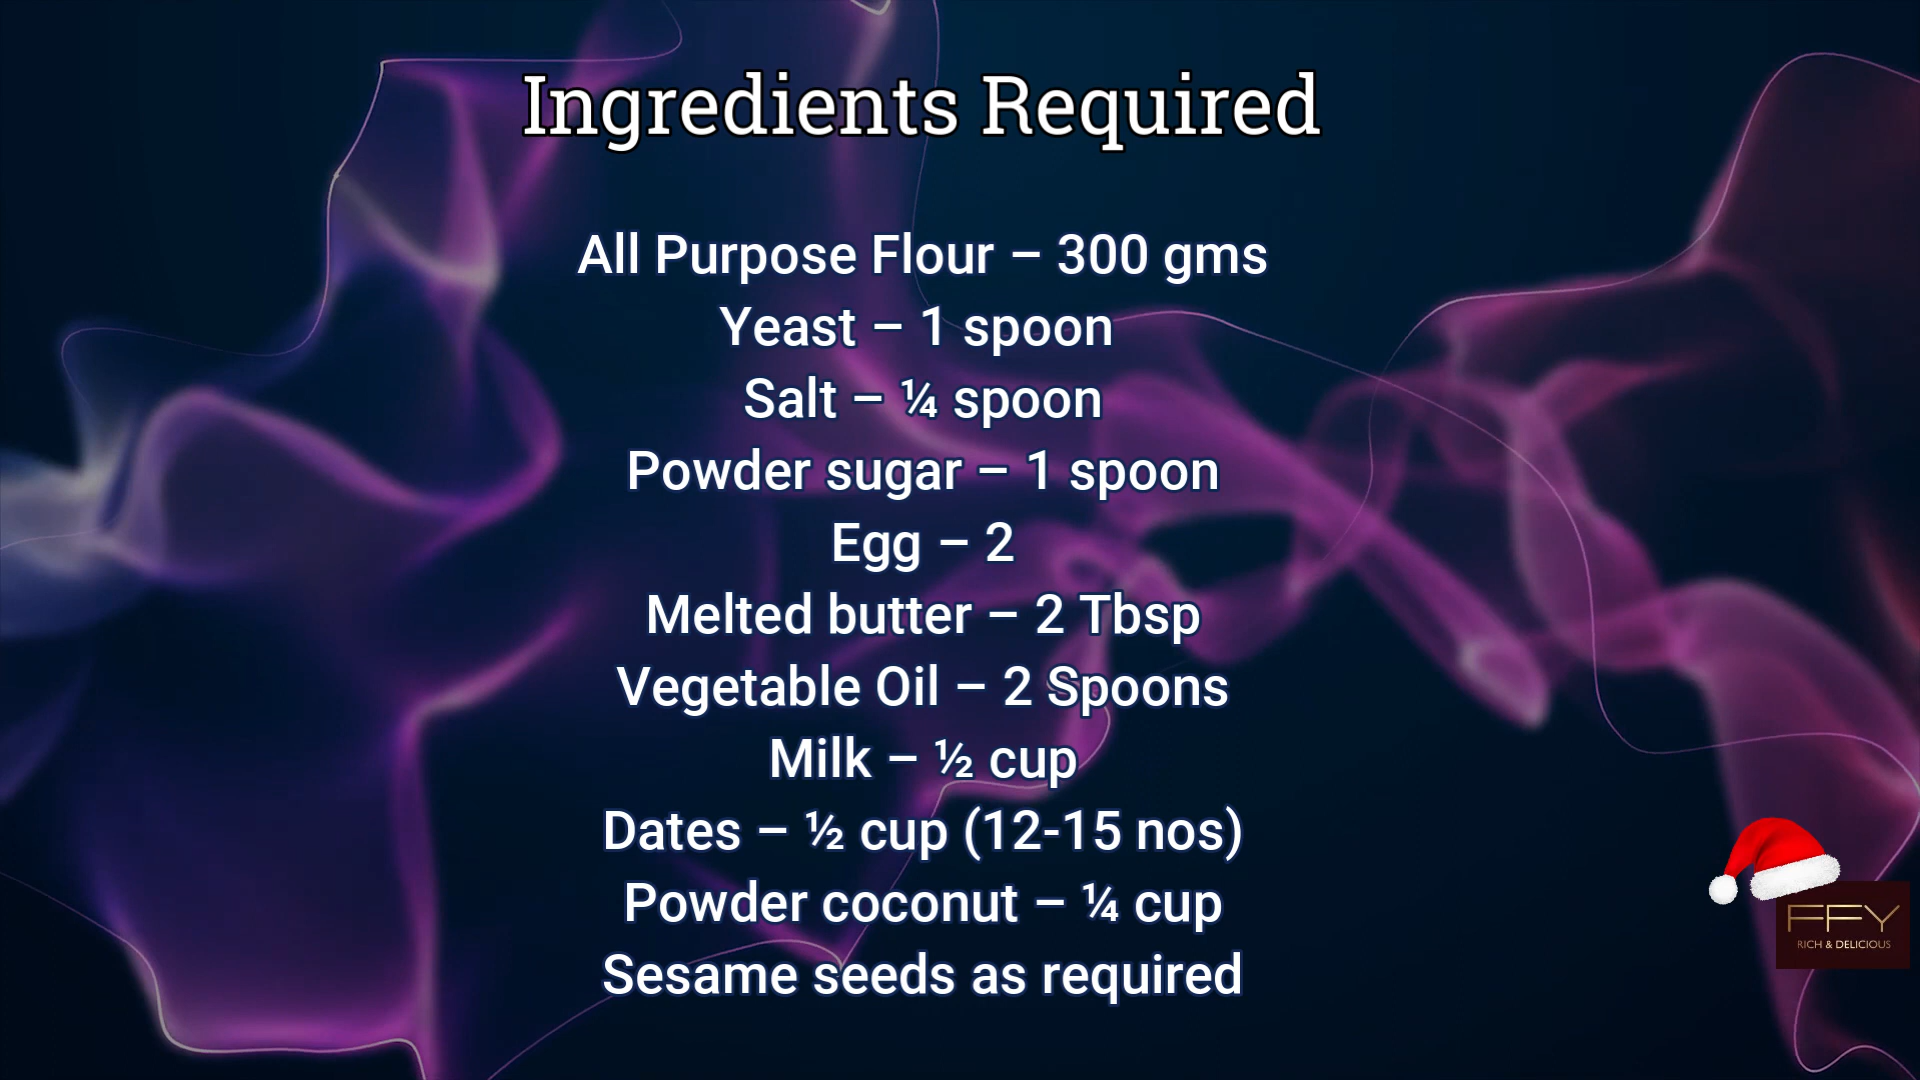 Ingredients Required
All Purpose Flour – 300 gms
Yeast – 1 spoon
Salt – ¼ spoon
Powder sugar – 1 spoon
Egg – 2
Melted butter – 2 Tbsp
Vegetable Oil – 2 Spoons
Milk – ½ cup
Dates – ½ cup (12-15 nos)
Powder coconut – ¼ cup
Sesame seeds as required
FFY
RICH & DELICIOUS